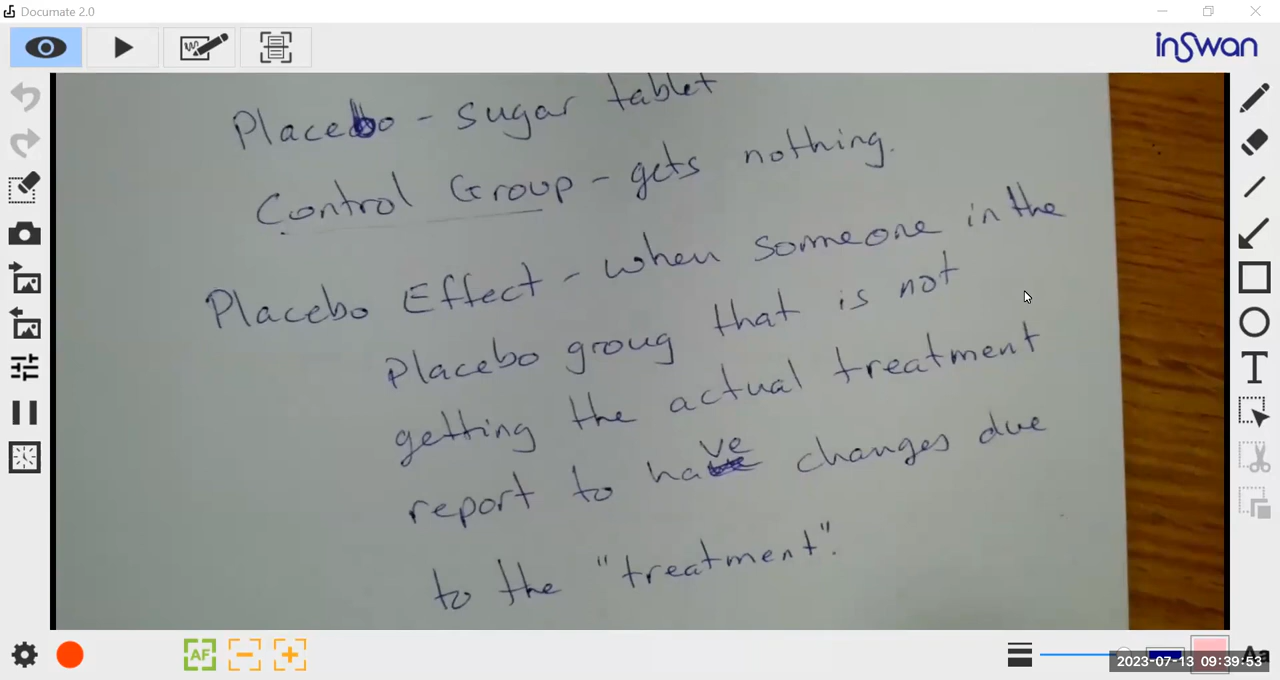 Documate 2.0
inSwan
Placebo - sugar tablet
Control Group - gets nothing.
Placebo Effect - when someone in the
Placebo groug that is not
getting the actual treatment
report to have changes due
to the "treatment".
T
AF
Aa
2023-07-13 09:39:53